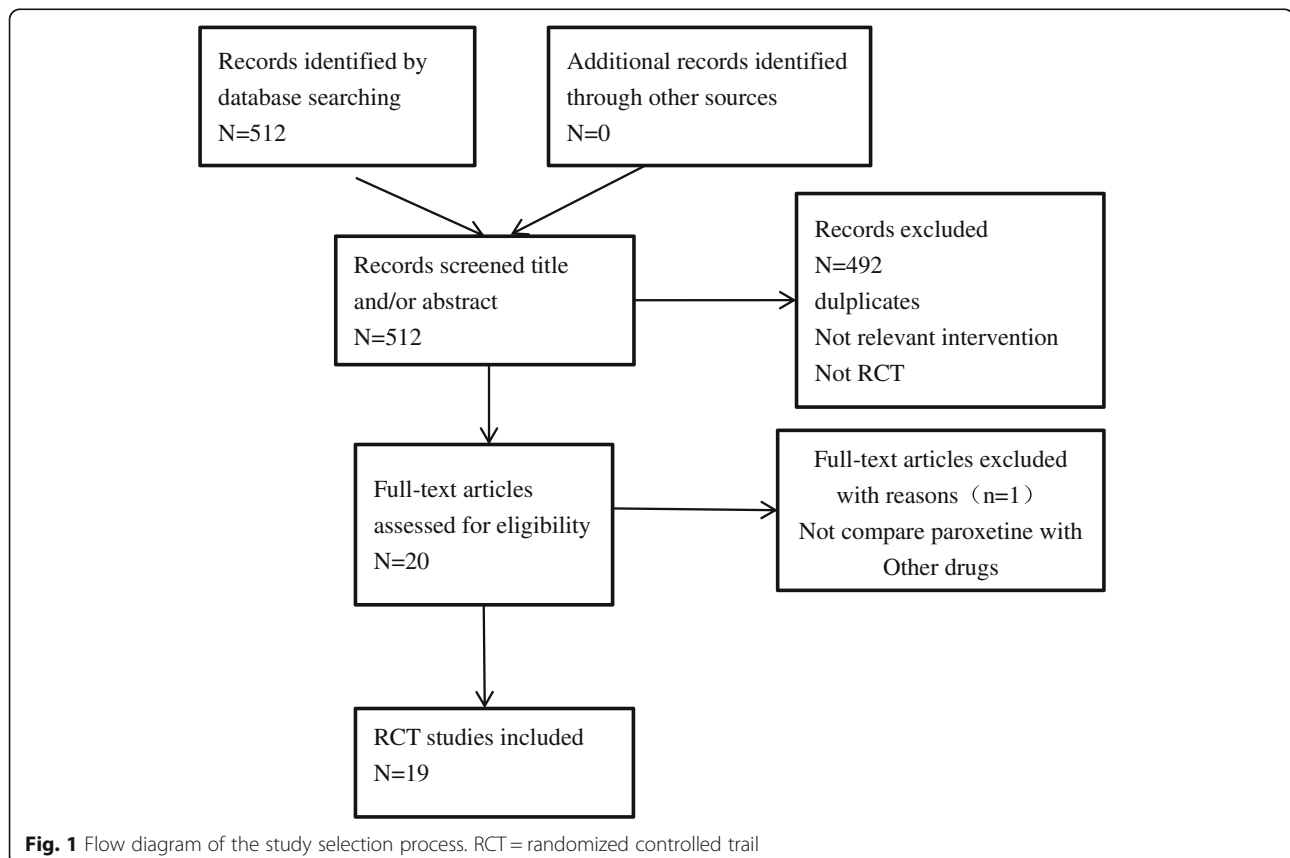 Records identified by
database searching
N=512
Additional records identified
through other sources
N=0
Records screened title
and/or abstract
N=512
Records excluded
N=492
dulplicates
Not relevant intervention
Not RCT
Full-text articles
assessed for eligibility
N=20
Full-text articles excluded
with reasons（n=1）
Not compare paroxetine with
Other drugs
RCT studies included
N=19
Fig. 1 Flow diagram of the study selection process. RCT = randomized controlled trail